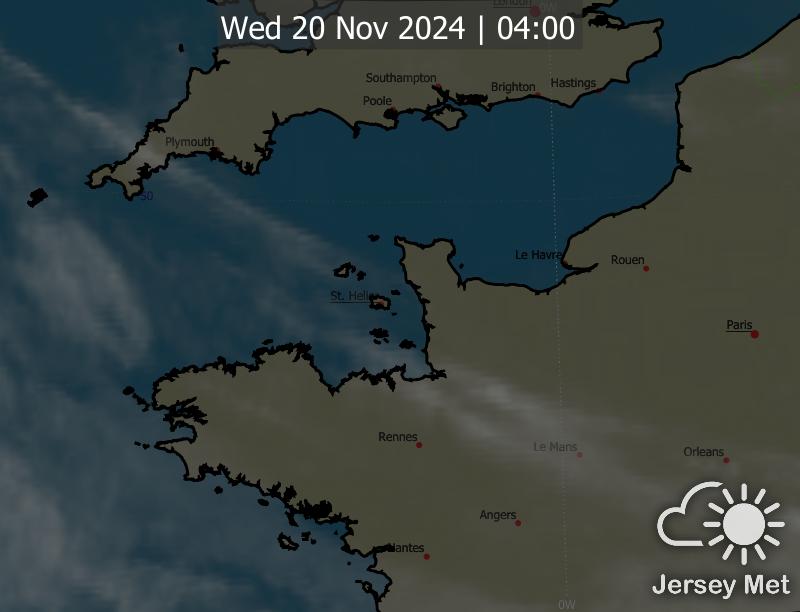 London
0W
Wed 20 Nov 2024 | 04:00
Southampton
Brighton
Hastings
Poole
Plymouth
50
Le Havre
Rouen
St. Helier
Paris
Rennes
Le Mans
Orleans
Angers
Nantes
Jersey Met
0W